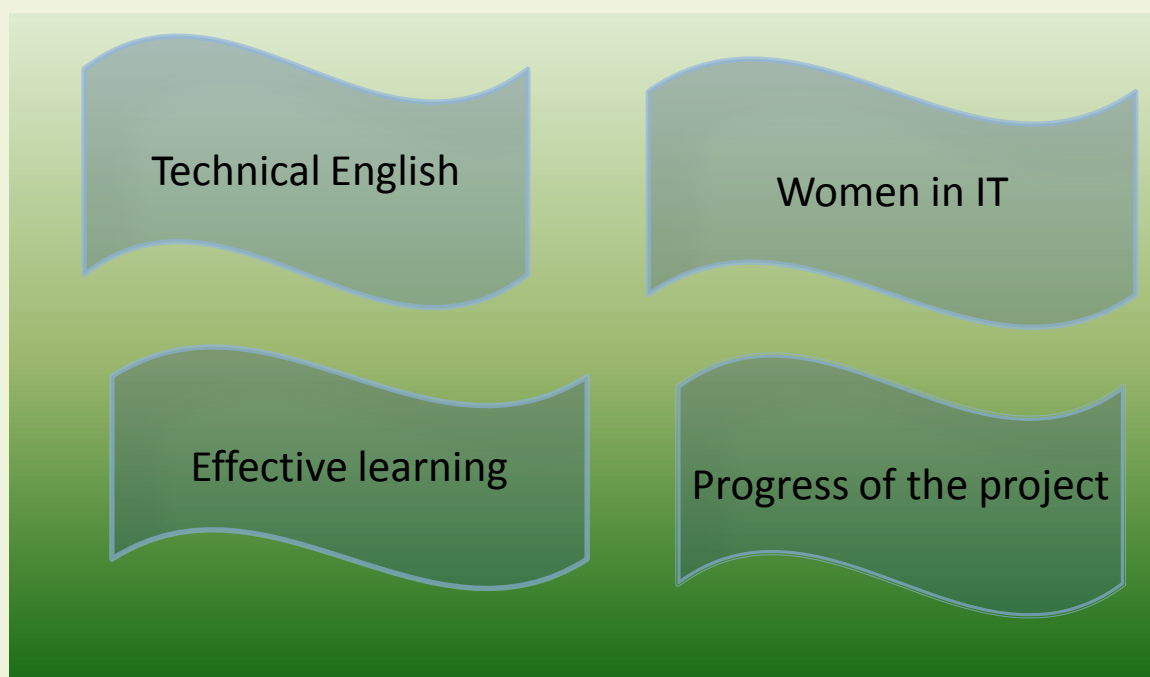 Technical English
Women in IT
Effective learning
Progress of the project